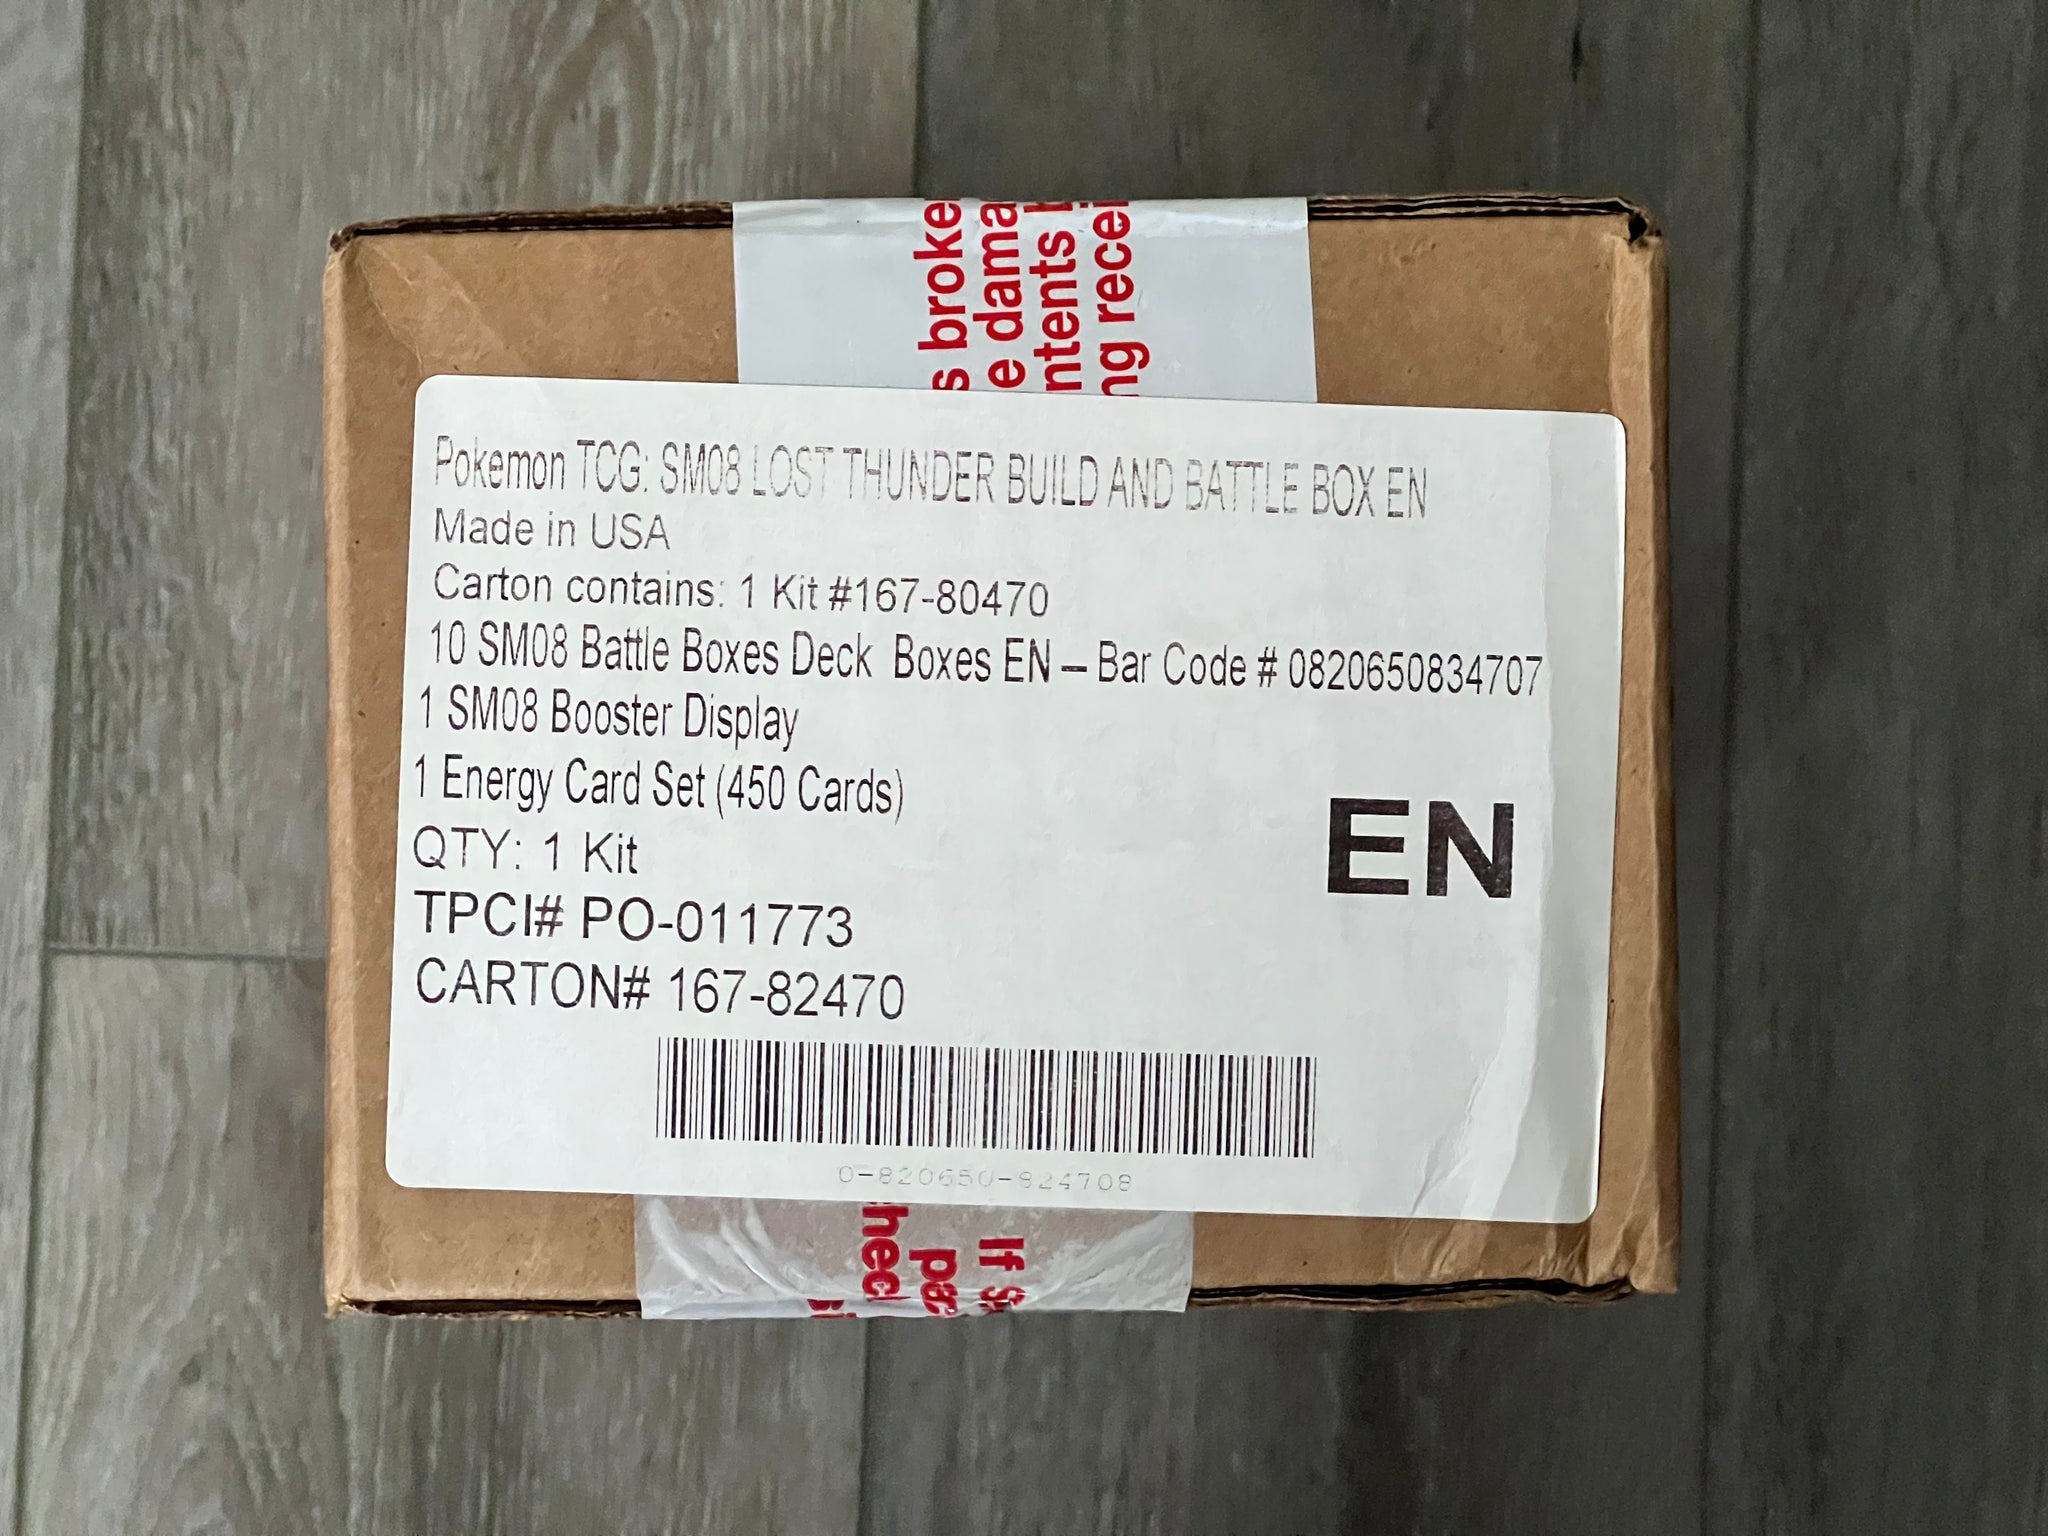 s broke
e dama
ntents
ng recei
Pokemon TCG: SM08 LOST THUNDER BUILD AND BATTLE BOX EN
Made in USA
Carton contains: 1 Kit #167-80470
10 SM08 Battle Boxes Deck Boxes EN – Bar Code # 0820650834707
1 SM08 Booster Display
1 Energy Card Set (450 Cards)
QTY: 1 Kit
EN
TPCI# PO-011773
CARTON# 167-82470
0-820650-824708
If s
pac
hec